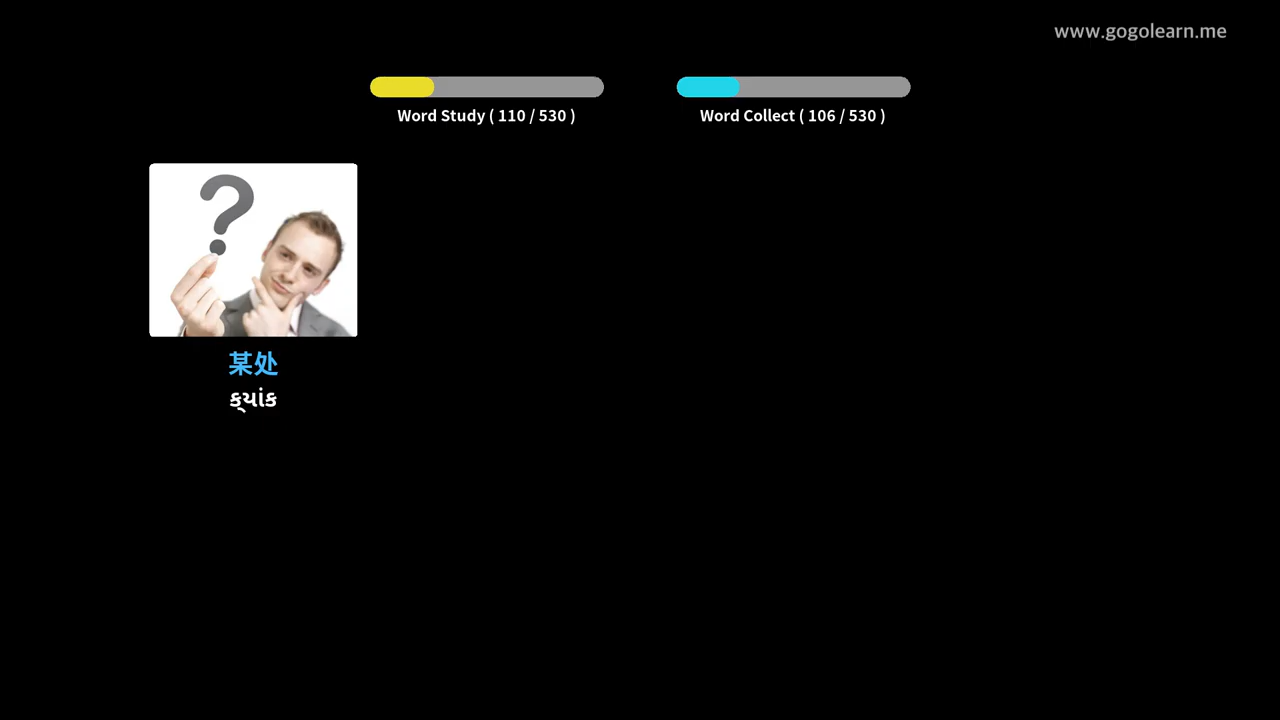 www.gogolearn.me
Word Study ( 110 / 530 )
Word Collect ( 106 / 530 )
?
某处
ક્યાંક